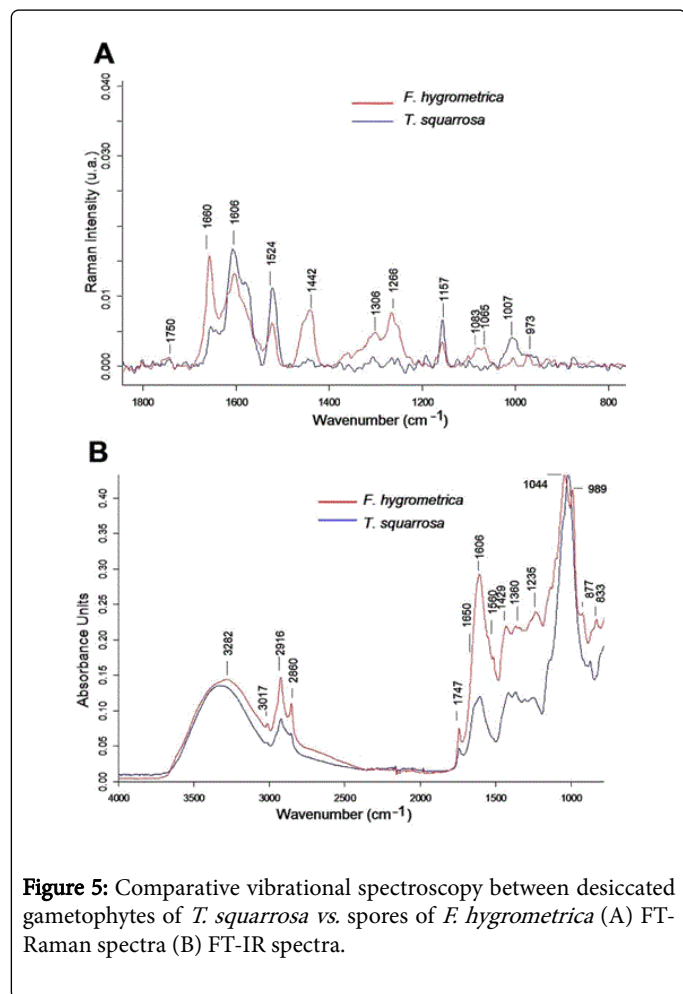 A
F. hygrometrica
T. squarrosa
Raman Intensity (u.a.)
0.040
0.030
0.01
0.000
1750
1660
1606
1524
1442
1306
1266
1157
1083
1065
1007
973
1800 1600 1400 1200 1000 800
Wavenumber (cm -1)
B
F. hygrometrica
T. squarrosa
Absorbance Units
0.40
0.35
0.30
0.25
0.20
0.15
0.10
0.05
0.00
3282
3017
2916
2860
1747
1650
1606
1560
1429
1360
1235
1044
989
877
833
4000 3500 3000 2500 2000 1500 1000
Wavenumber (cm-1)
Figure 5: Comparative vibrational spectroscopy between desiccated
gametophytes of T. squarrosa vs. spores of F. hygrometrica (A) FT-
Raman spectra (B) FT-IR spectra.